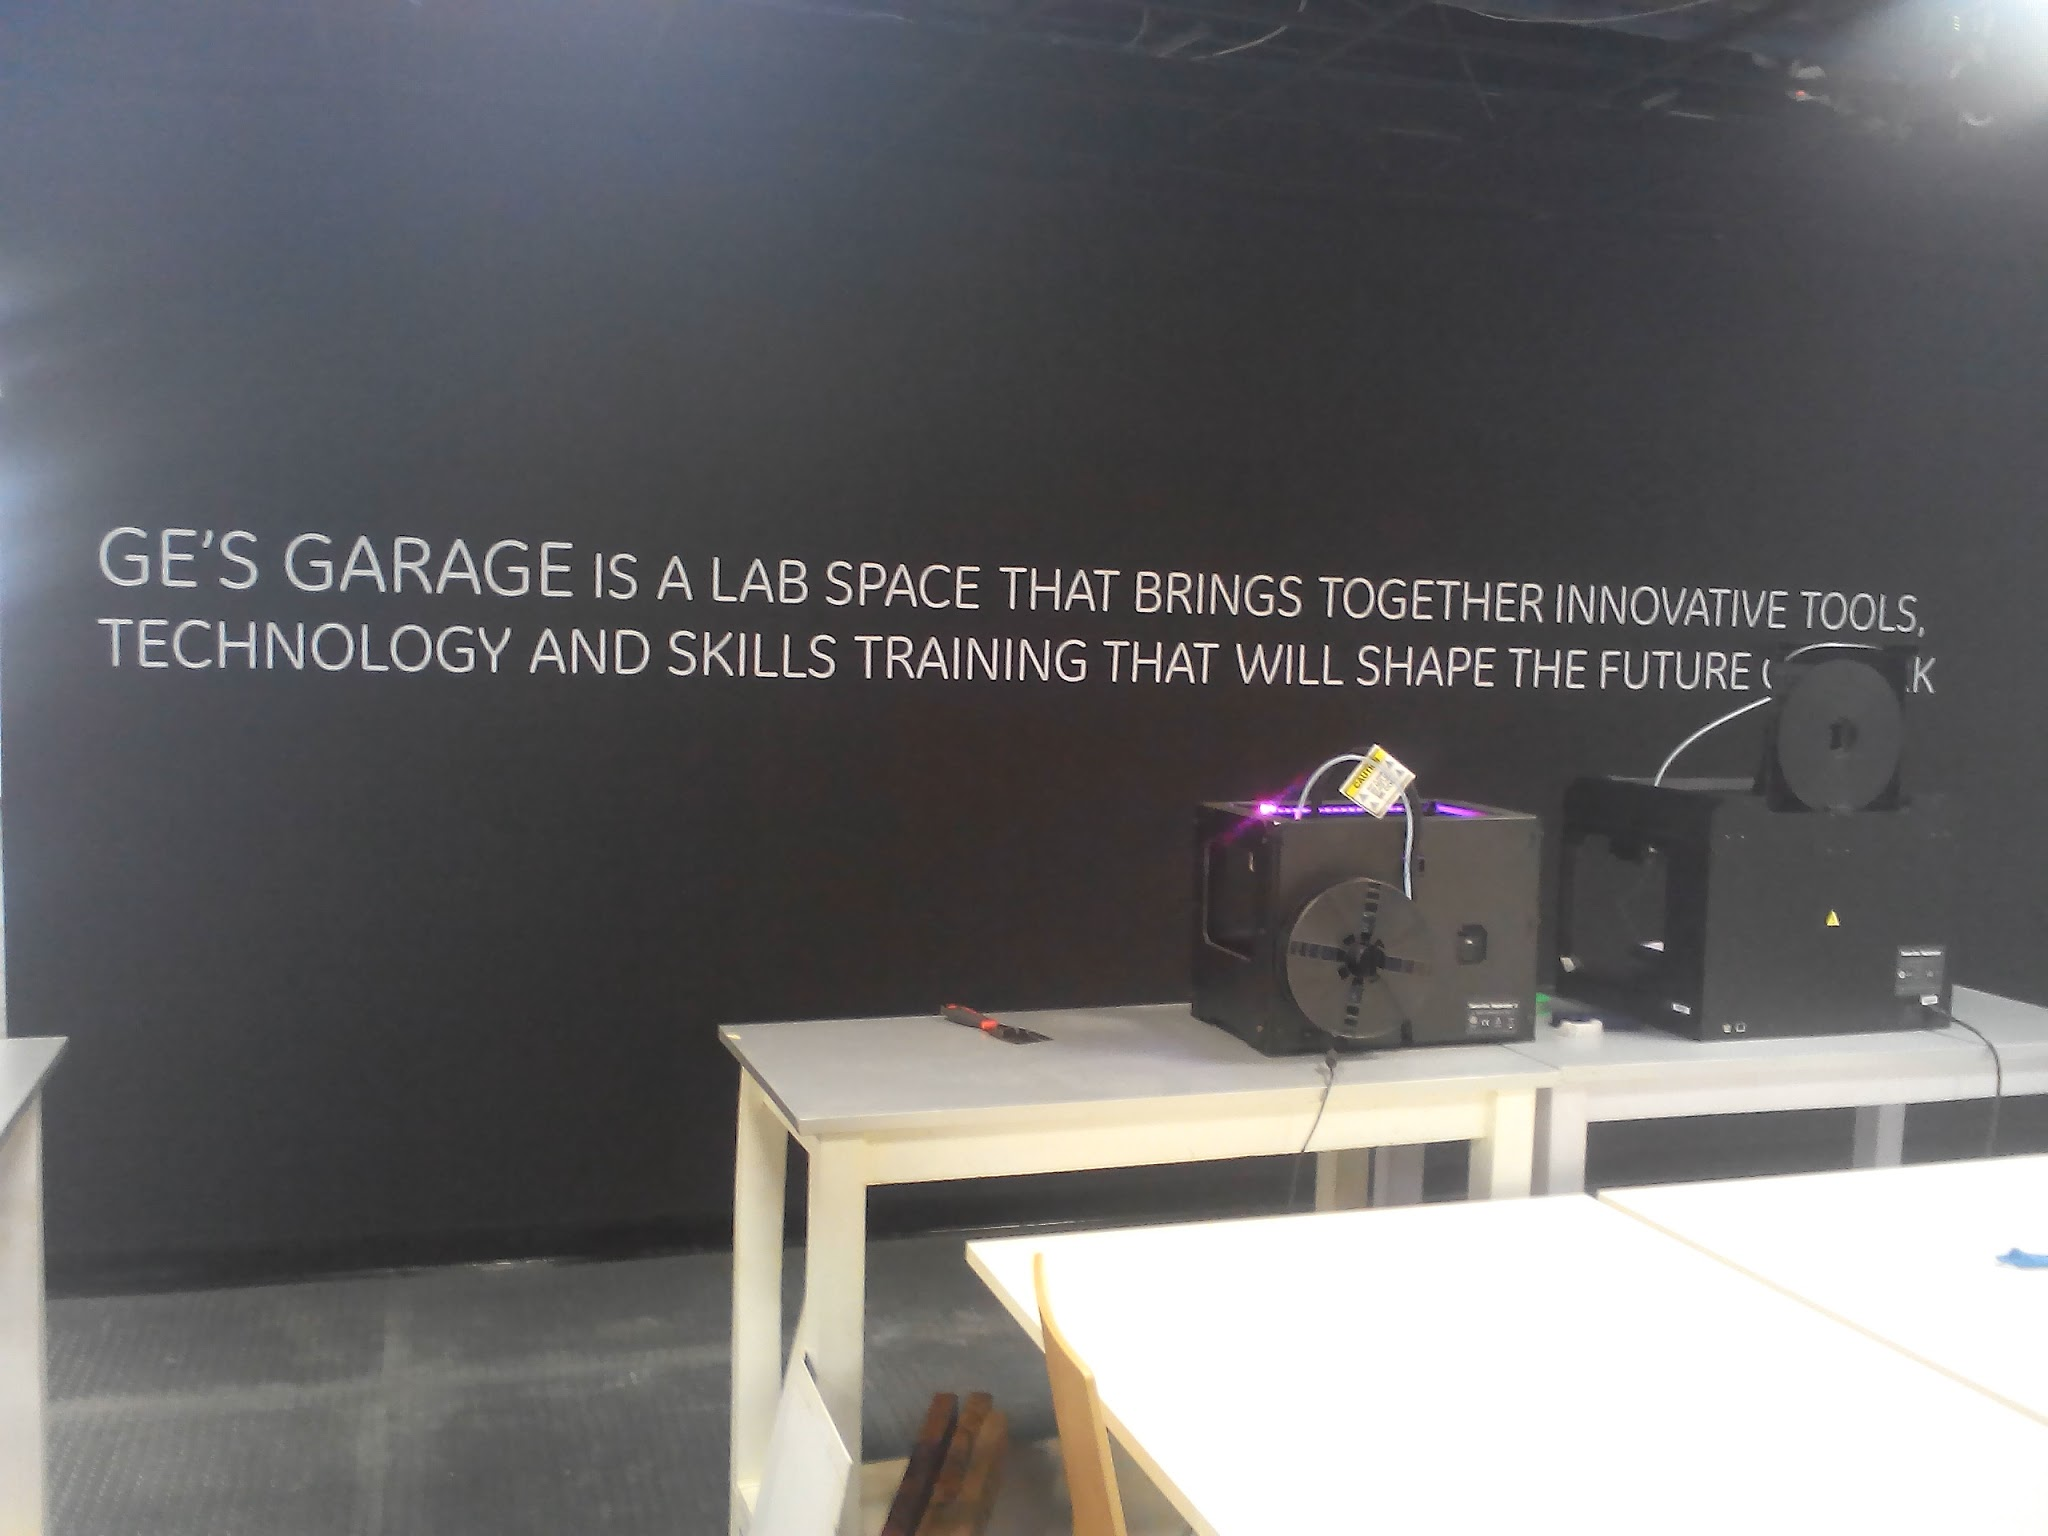 GE'S GARAGE IS A LAB SPACE THAT BRINGS TOGETHER INNOVATIVE TOOLS,
TECHNOLOGY AND SKILLS TRAINING THAT WILL SHAPE THE FUTURE
CAUTION